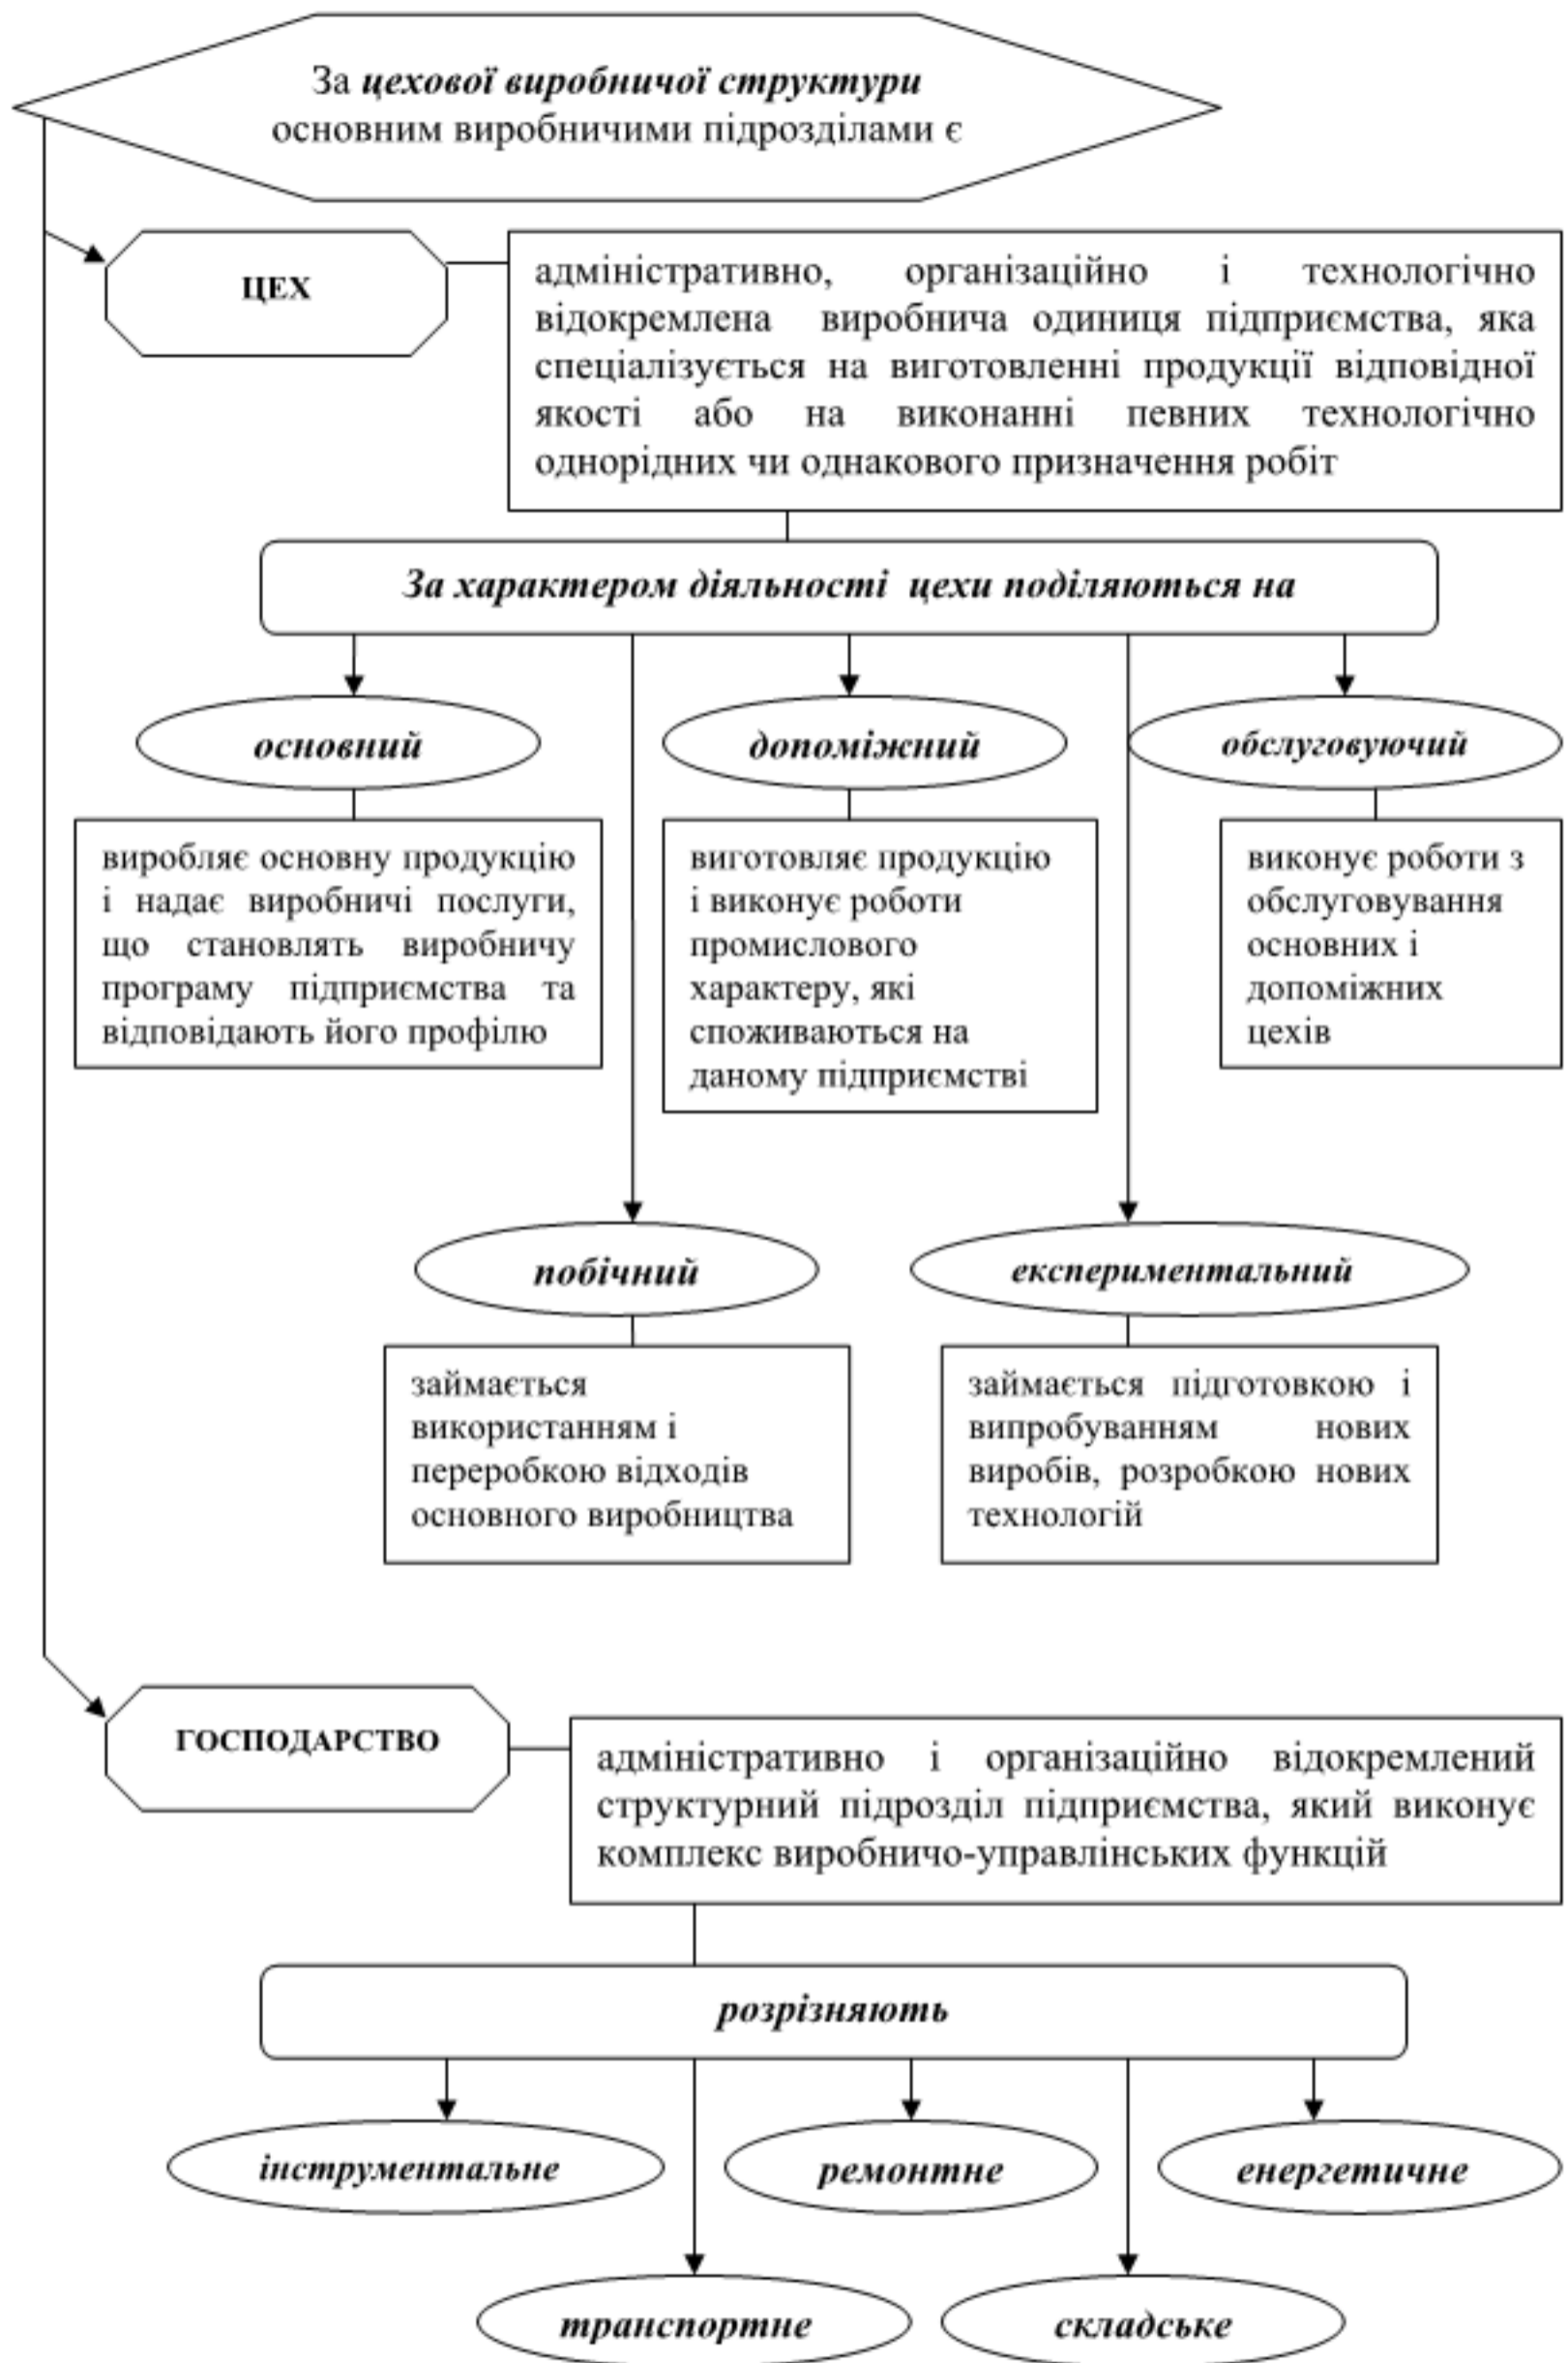 За цехової виробничої структури
основним виробничими підрозділами є
ЦЕХ
адміністративно, організаційно і технологічно
відокремлена виробнича одиниця підприємства, яка
спеціалізується на виготовленні продукції відповідної
якості або на виконанні певних технологічно
однорідних чи однакового призначення робіт
За характером діяльності цехи поділяються на
основний
допоміжний
обслуговуючий
виробляє основну продукцію
і надає виробничі послуги,
що становлять виробничу
програму підприємства та
відповідають його профілю
виготовляє продукцію
і виконує роботи
промислового
характеру, які
споживаються на
даному підприємстві
виконує роботи з
обслуговування
основних і
допоміжних
цехів
побічний
експериментальний
займається
використанням і
переробкою відходів
основного виробництва
займається підготовкою і
випробуванням нових
виробів, розробкою нових
технологій
ГОСПОДАРСТВО
адміністративно і організаційно відокремлений
структурний підрозділ підприємства, який виконує
комплекс виробничо-управлінських функцій
розрізняють
інструментальне
ремонтне
енергетичне
транспортне
складське